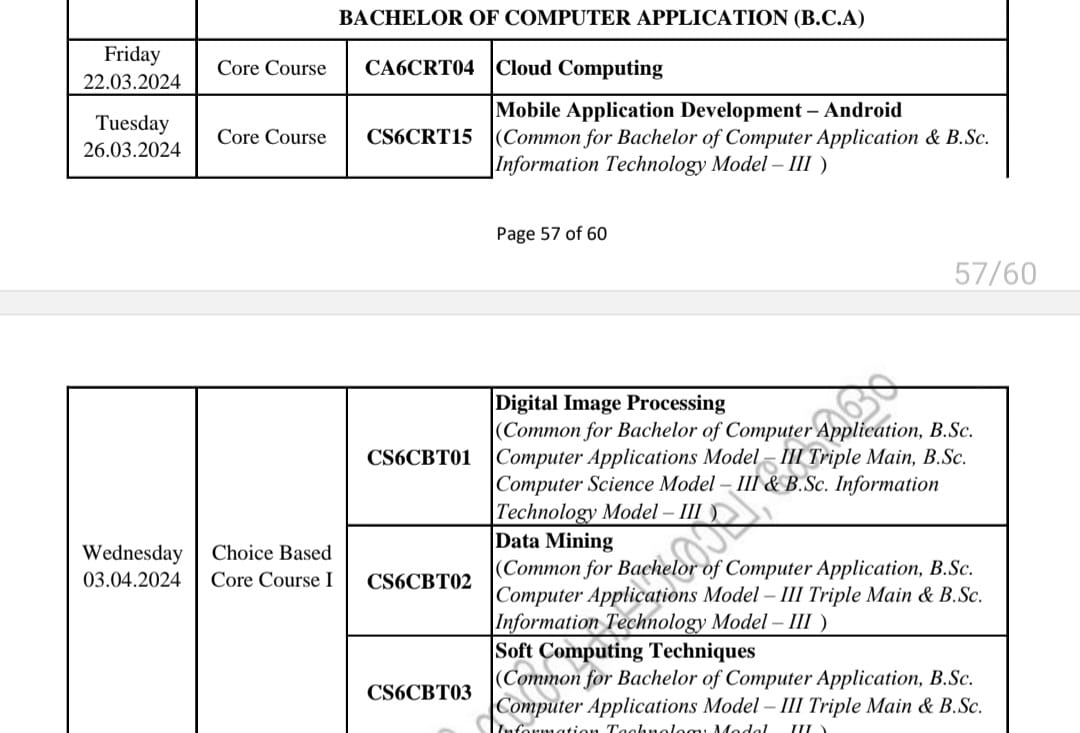 BACHELOR OF COMPUTER APPLICATION (B.C.A)
Friday
22.03.2024
Core Course
CA6CRT04
Cloud Computing
Tuesday
26.03.2024
Core Course
CS6CRT15
Mobile Application Development – Android
(Common for Bachelor of Computer Application & B.Sc.
Information Technology Model – III )
Page 57 of 60
57/60
Wednesday
03.04.2024
Choice Based
Core Course I
CS6CBT01
Digital Image Processing
(Common for Bachelor of Computer Application, B.Sc.
Computer Applications Model – III Triple Main, B.Sc.
Computer Science Model – III & B.Sc. Information
Technology Model – III )
CS6CBT02
Data Mining
(Common for Bachelor of Computer Application, B.Sc.
Computer Applications Model – III Triple Main & B.Sc.
Information Technology Model – III )
CS6CBT03
Soft Computing Techniques
(Common for Bachelor of Computer Application, B.Sc.
Computer Applications Model – III Triple Main & B.Sc.
Information Technology Model III )